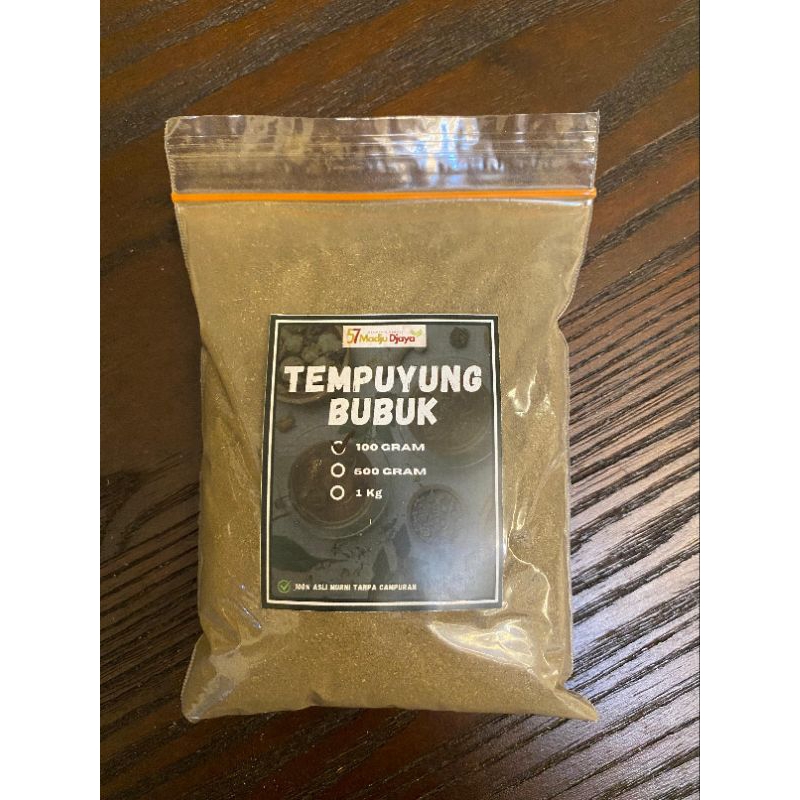 57 Madju Djaya
TEMPUYUNG
BUBUK
100 GRAM
500 GRAM
1 Kg
100% ASLI MURNI TANPA CAMPURAN